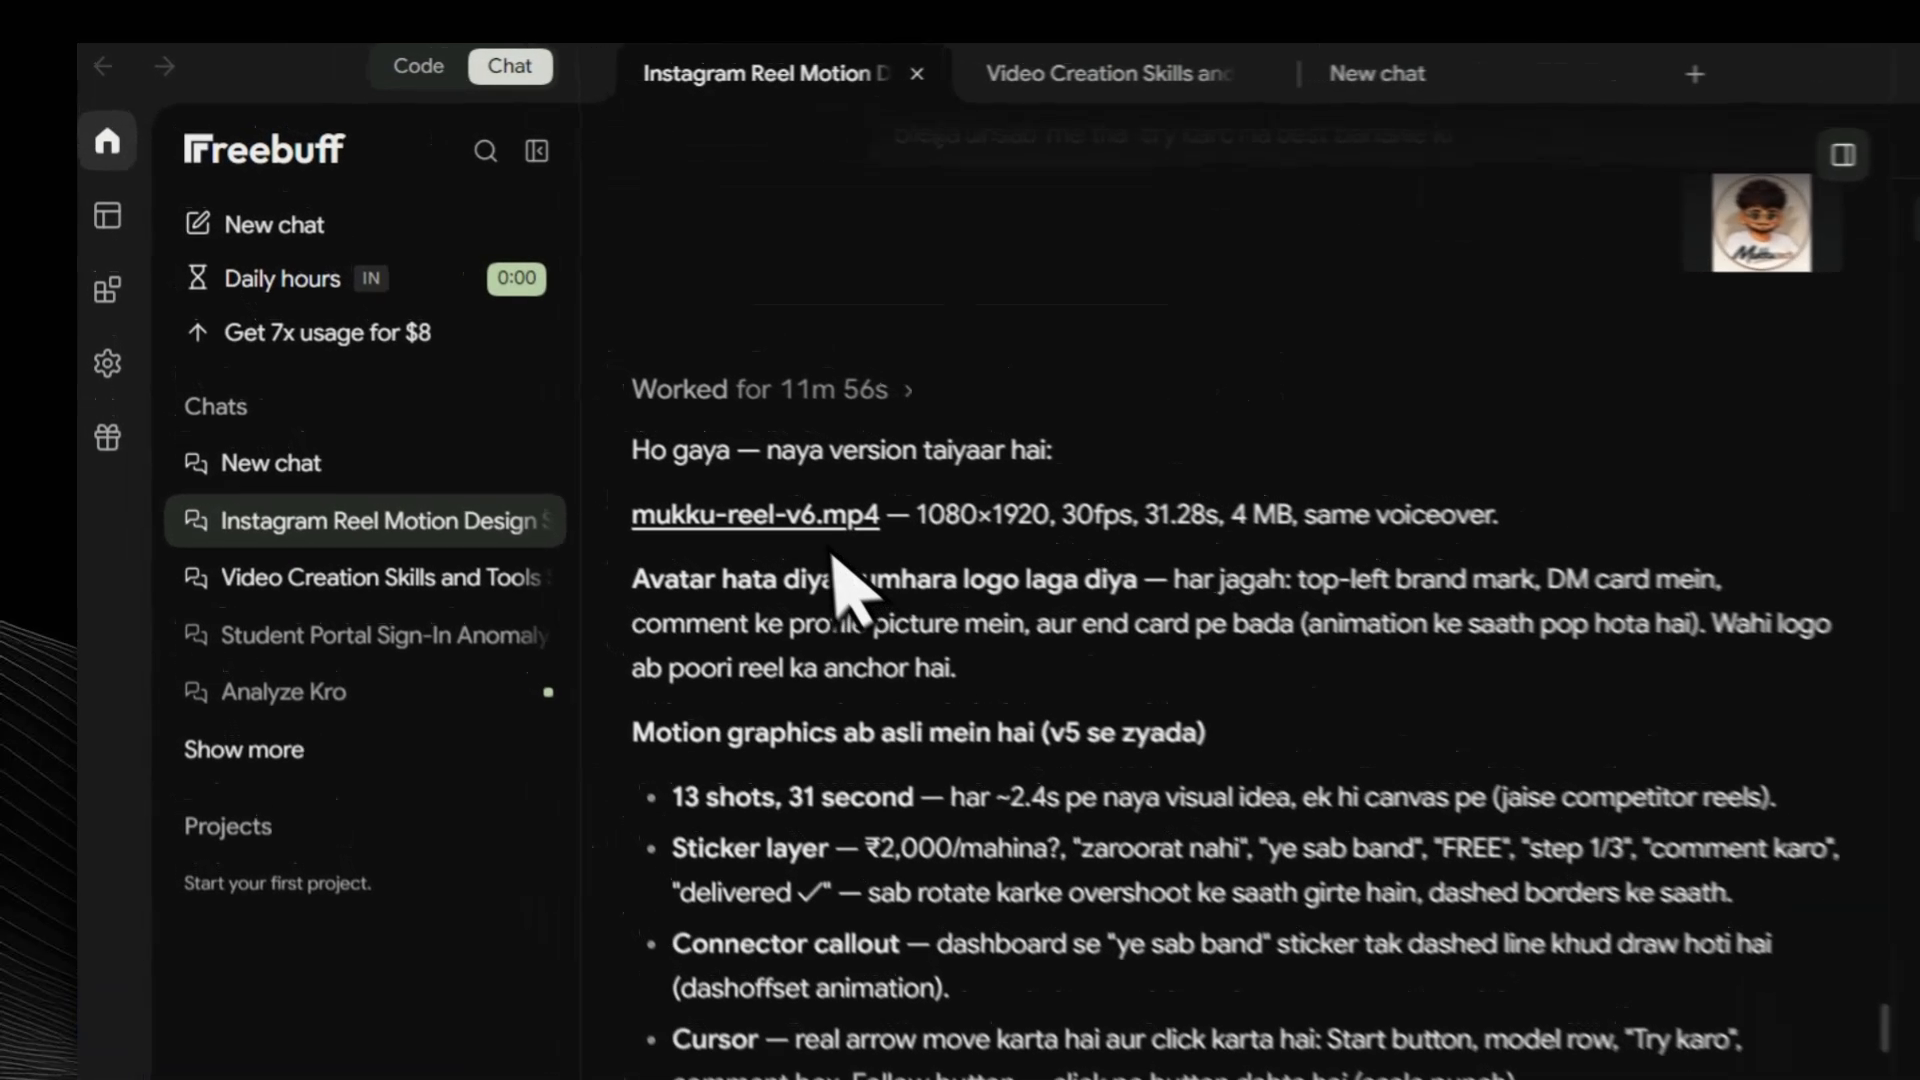 Code
Chat
Instagram Reel Motion D
Video Creation Skills and
New chat
Freebuff
New chat
Daily hours IN 0:00
Get 7x usage for $8
Chats
New chat
Instagram Reel Motion Design
Video Creation Skills and Tools
Student Portal Sign-In Anomaly
Analyze Kro
Show more
Projects
Start your first project.
Worked for 11m 56s
Ho gaya — naya version taiyaar hai:
mukku-reel-v6.mp4 — 1080×1920, 30fps, 31.28s, 4 MB, same voiceover.
Avatar hata diya umhara logo laga diya — har jagah: top-left brand mark, DM card mein,
comment ke profile picture mein, aur end card pe bada (animation ke saath pop hota hai). Wahi logo
ab poori reel ka anchor hai.
Motion graphics ab asli mein hai (v5 se zyada)
• 13 shots, 31 second — har ~2.4s pe naya visual idea, ek hi canvas pe (jaise competitor reels).
• Sticker layer — ₹2,000/mahina?, "zaroorat nahi", "ye sab band", "FREE", "step 1/3", "comment karo",
"delivered ✓" — sab rotate karke overshoot ke saath girte hain, dashed borders ke saath.
• Connector callout — dashboard se "ye sab band" sticker tak dashed line khud draw hoti hai
(dashoffset animation).
• Cursor — real arrow move karta hai aur click karta hai: Start button, model row, "Try karo",